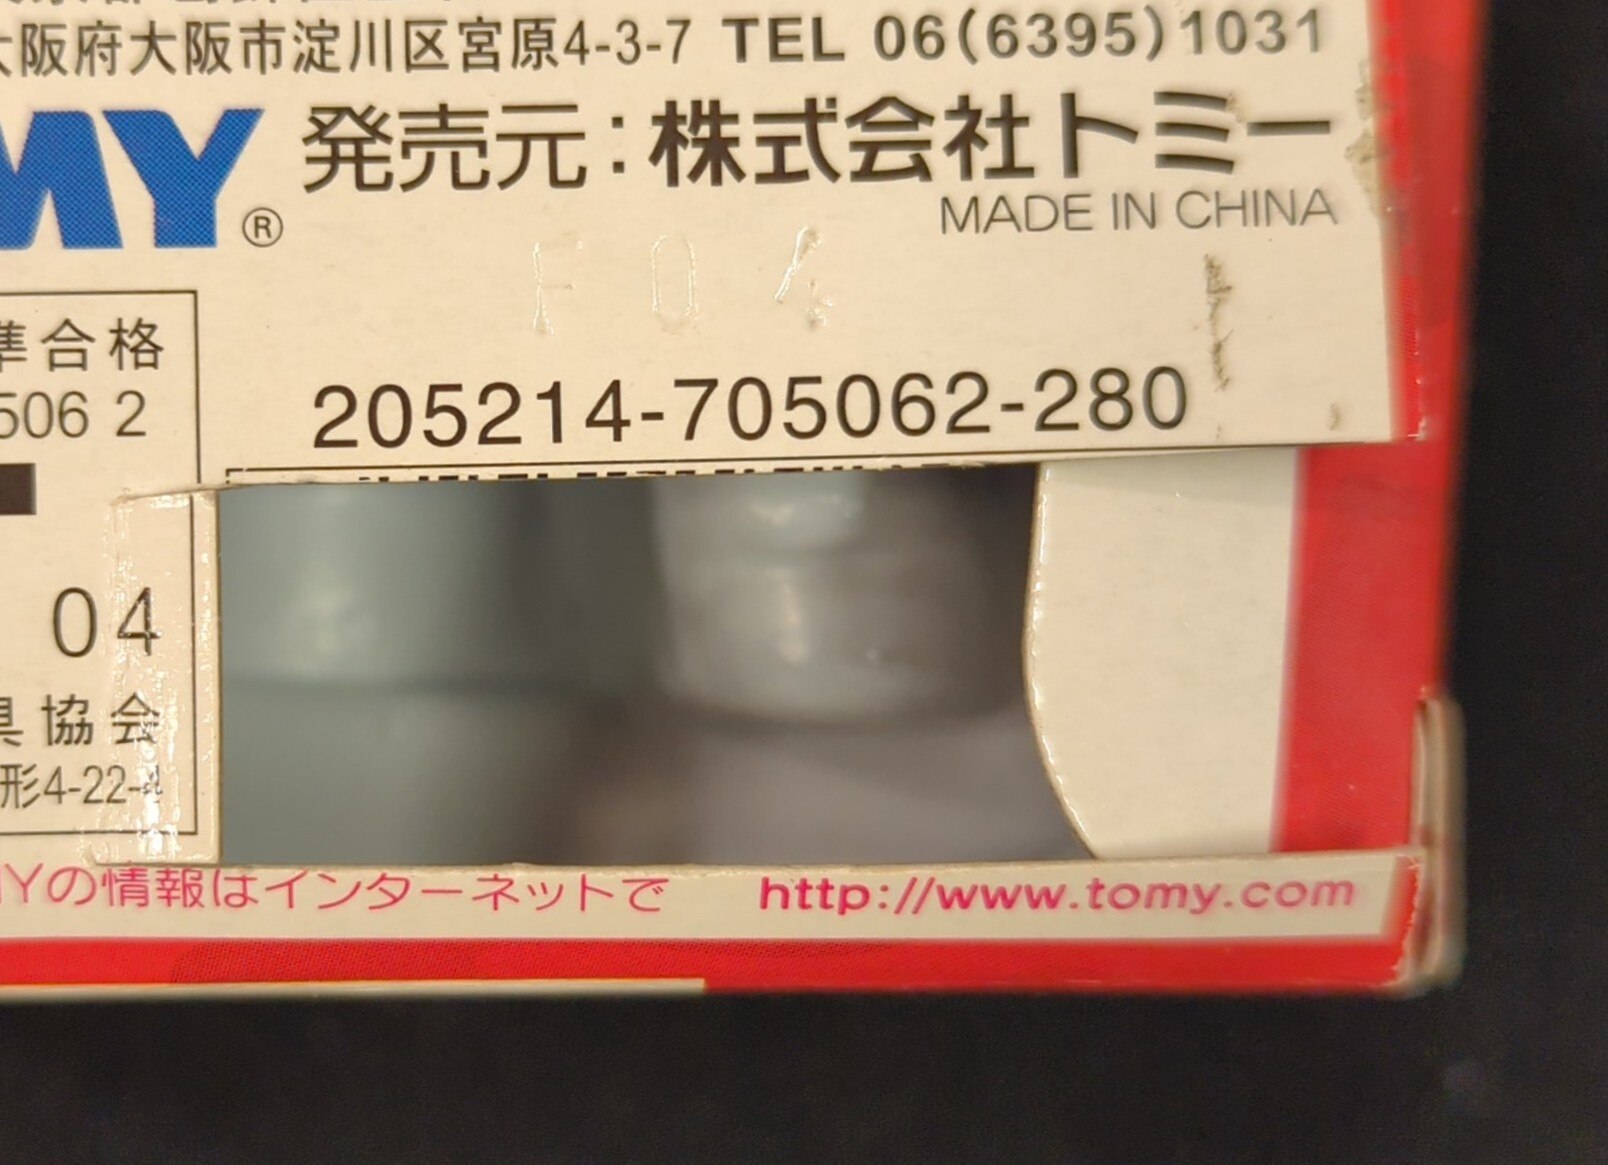 大阪府大阪市淀川区宮原4-3-7 TEL 06(6395)1031
MY® 発売元:株式会社トミー
MADE IN CHINA
F04
準合格
5062
205214-705062-280
04
具協会
形4-22-4
MYの情報はインターネットで http://www.tomy.com